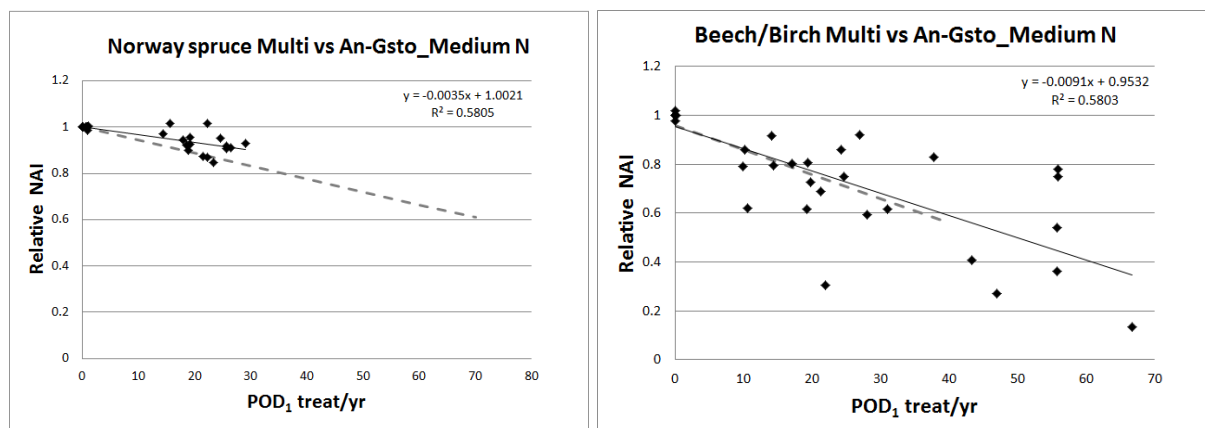 Norway spruce Multi vs An-Gsto_Medium N
1.2
y = -0.0035x + 1.0021
R² = 0.5805
1
0.8
0.6
0.4
0.2
0
Relative NAI
0 10 20 30 40 50 60 70 80
POD₁ treat/yr
Beech/Birch Multi vs An-Gsto_Medium N
1.2
y = -0.0091x + 0.9532
R² = 0.5803
1
0.8
0.6
0.4
0.2
0
Relative NAI
0 10 20 30 40 50 60 70
POD₁ treat/yr